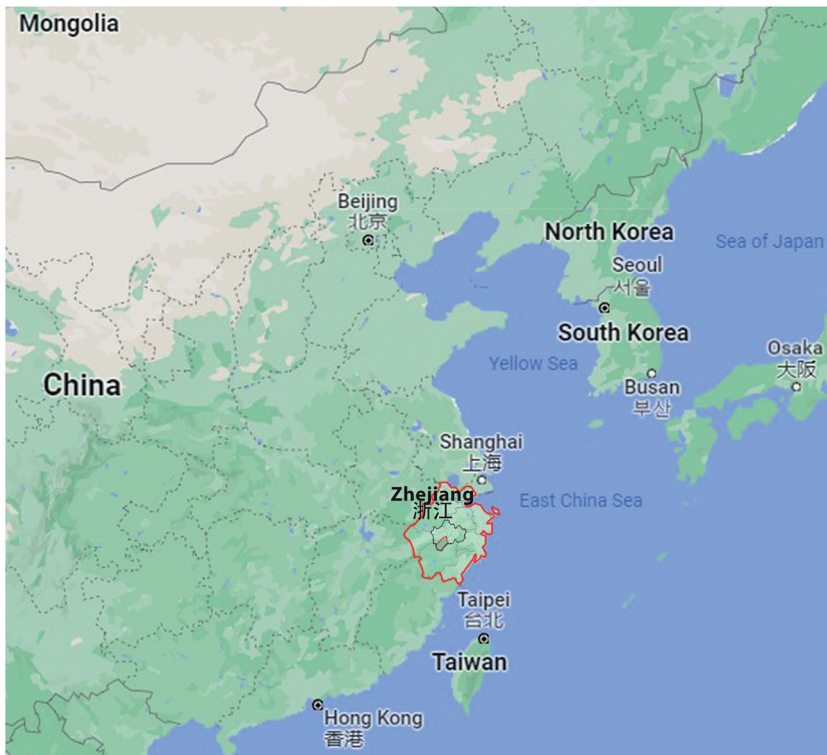 Mongolia
Beijing
北京
North Korea
Sea of Japan
Seoul
서울
South Korea
Yellow Sea
Osaka
大阪
China
Busan
부산
Shanghai
上海
Zhejiang
浙江
East China Sea
Taipei
台北
Taiwan
Hong Kong
香港